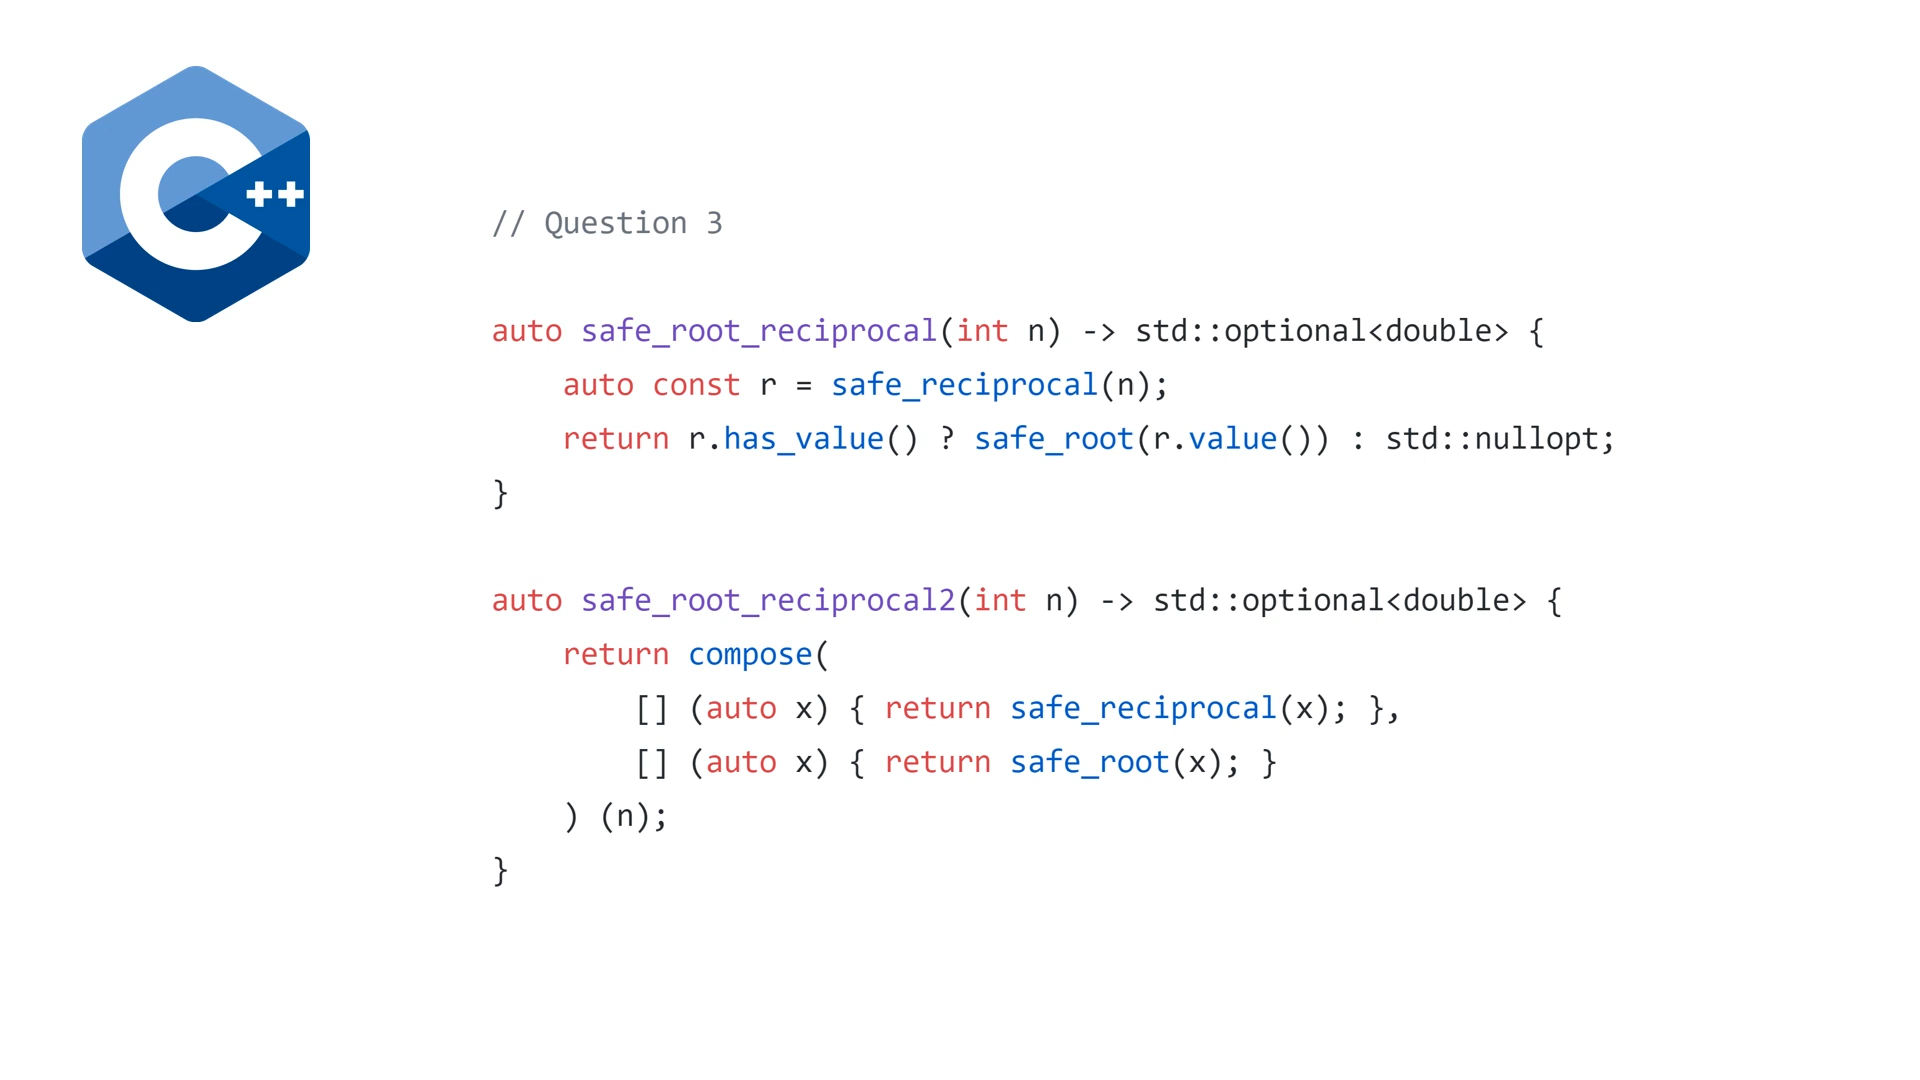 ++
// Question 3
auto safe_root_reciprocal(int n) -> std::optional<double> {
    auto const r = safe_reciprocal(n);
    return r.has_value() ? safe_root(r.value()) : std::nullopt;
}
auto safe_root_reciprocal2(int n) -> std::optional<double> {
    return compose(
        [] (auto x) { return safe_reciprocal(x); },
        [] (auto x) { return safe_root(x); }
    ) (n);
}